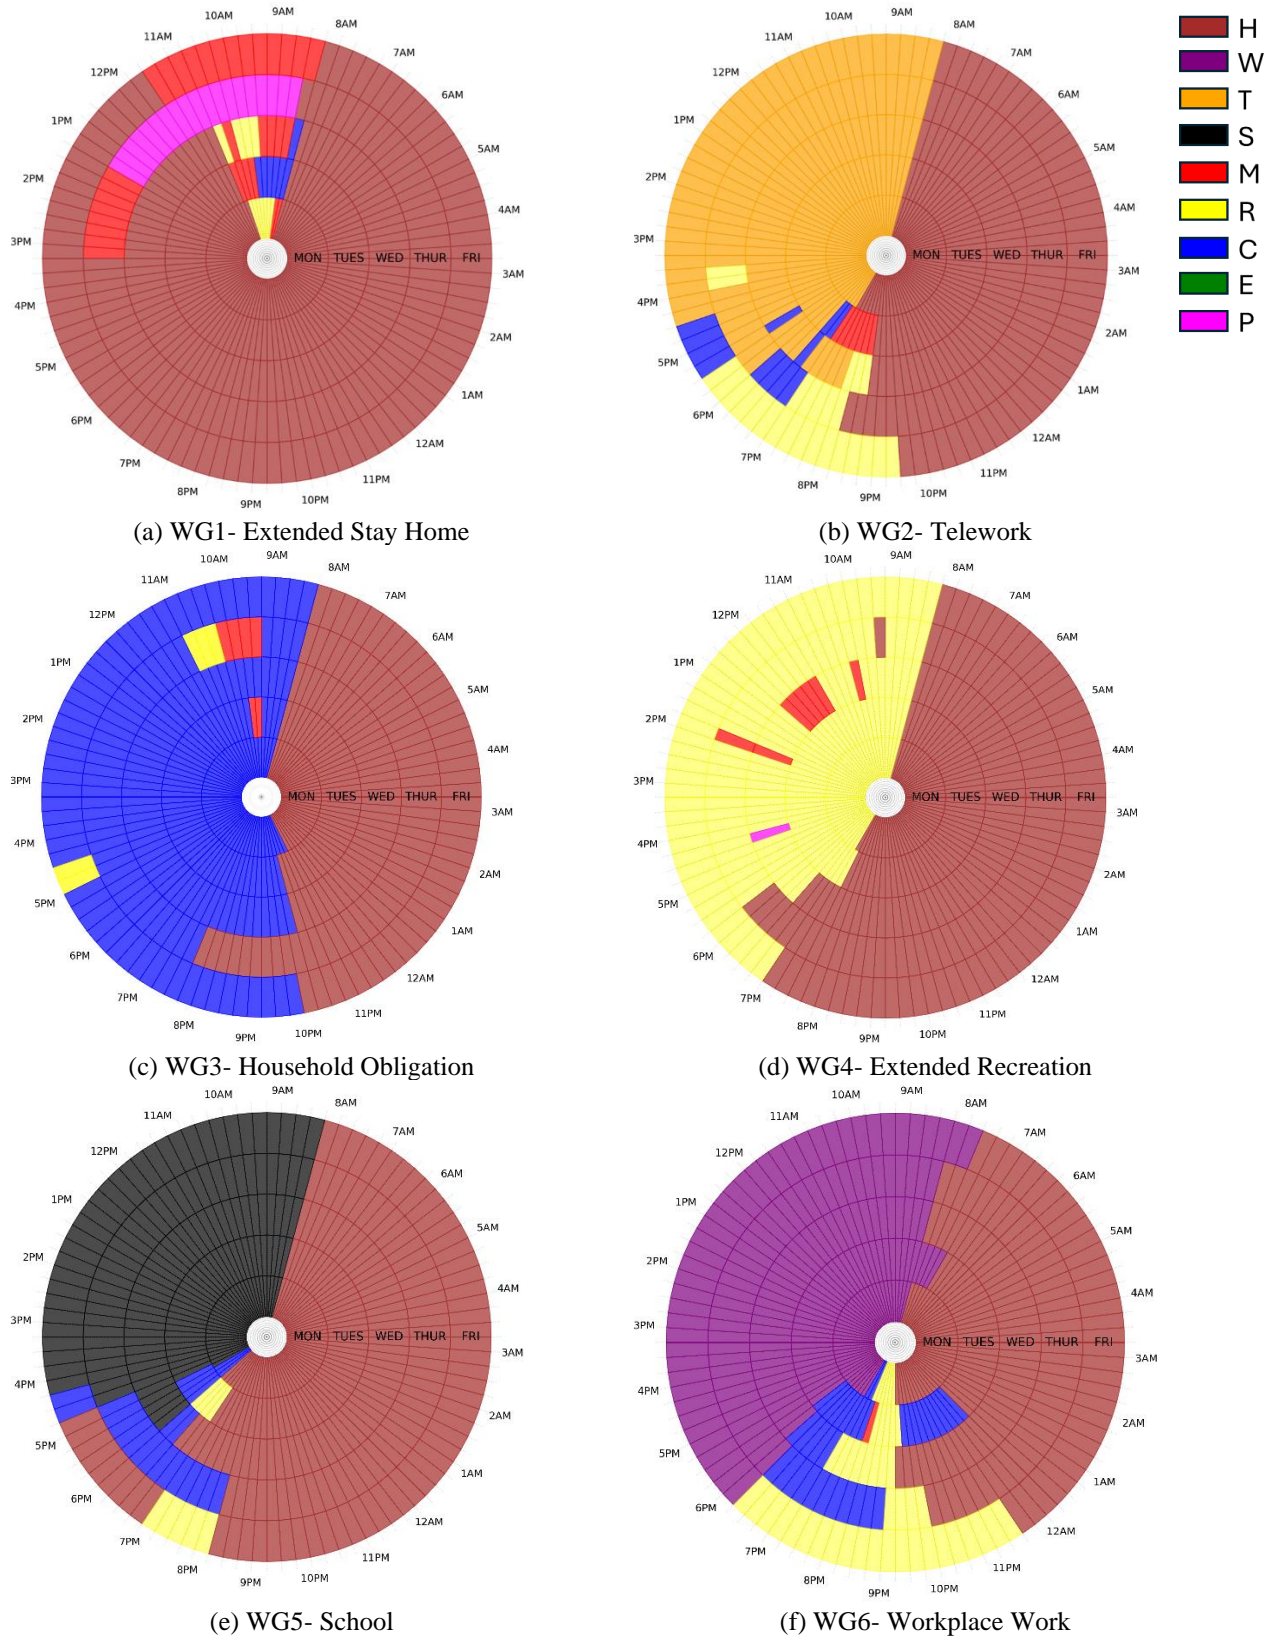 9AM
10AM
8AM
11AM
7AM
12PM
6AM
1PM
5AM
2PM
4AM
3PM
MON TUES WED THUR FRI
3AM
4PM
2AM
5PM
1AM
6PM
12AM
7PM
11PM
8PM
10PM
9PM
(a) WG1- Extended Stay Home
9AM
10AM
8AM
11AM
7AM
12PM
6AM
1PM
5AM
2PM
4AM
3PM
MON TUES WED THUR FRI
3AM
4PM
2AM
5PM
1AM
6PM
12AM
7PM
11PM
8PM
10PM
9PM
(b) WG2- Telework
H
W
T
S
M
R
C
E
P
9AM
10AM
8AM
11AM
7AM
12PM
6AM
1PM
5AM
2PM
4AM
3PM
MON TUES WED THUR FRI
3AM
4PM
2AM
5PM
1AM
6PM
12AM
7PM
11PM
8PM
10PM
9PM
(c) WG3- Household Obligation
9AM
10AM
8AM
11AM
7AM
12PM
6AM
1PM
5AM
2PM
4AM
3PM
MON TUES WED THUR FRI
3AM
4PM
2AM
5PM
1AM
6PM
12AM
7PM
11PM
8PM
10PM
9PM
(d) WG4- Extended Recreation
9AM
10AM
8AM
11AM
7AM
12PM
6AM
1PM
5AM
2PM
4AM
3PM
MON TUES WED THUR FRI
3AM
4PM
2AM
5PM
1AM
6PM
12AM
7PM
11PM
8PM
10PM
9PM
(e) WG5- School
9AM
10AM
8AM
11AM
7AM
12PM
6AM
1PM
5AM
2PM
4AM
3PM
MON TUES WED THUR FRI
3AM
4PM
2AM
5PM
1AM
6PM
12AM
7PM
11PM
8PM
10PM
9PM
(f) WG6- Workplace Work